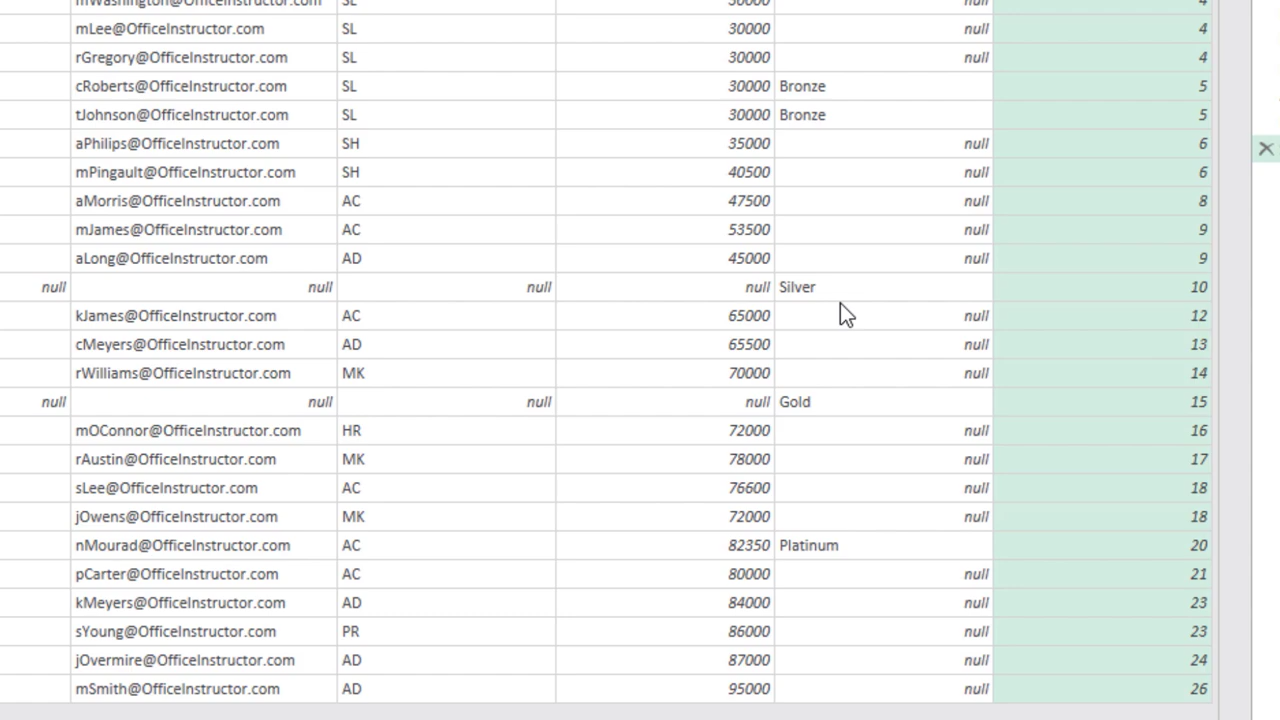 mWashington@OfficeInstructor.com SL 30000 null 4
mLee@OfficeInstructor.com SL 30000 null 4
rGregory@OfficeInstructor.com SL 30000 null 4
cRoberts@OfficeInstructor.com SL 30000 Bronze 5
tJohnson@OfficeInstructor.com SL 30000 Bronze 5
aPhilips@OfficeInstructor.com SH 35000 null 6
mPingault@OfficeInstructor.com SH 40500 null 6
aMorris@OfficeInstructor.com AC 47500 null 8
mJames@OfficeInstructor.com AC 53500 null 9
aLong@OfficeInstructor.com AD 45000 null 9
null null null null Silver 10
kJames@OfficeInstructor.com AC 65000 null 12
cMeyers@OfficeInstructor.com AD 65500 null 13
rWilliams@OfficeInstructor.com MK 70000 null 14
null null null null Gold 15
mOConnor@OfficeInstructor.com HR 72000 null 16
rAustin@OfficeInstructor.com MK 78000 null 17
sLee@OfficeInstructor.com AC 76600 null 18
jOwens@OfficeInstructor.com MK 72000 null 18
nMourad@OfficeInstructor.com AC 82350 Platinum 20
pCarter@OfficeInstructor.com AC 80000 null 21
kMeyers@OfficeInstructor.com AD 84000 null 23
sYoung@OfficeInstructor.com PR 86000 null 23
jOvermire@OfficeInstructor.com AD 87000 null 24
mSmith@OfficeInstructor.com AD 95000 null 26